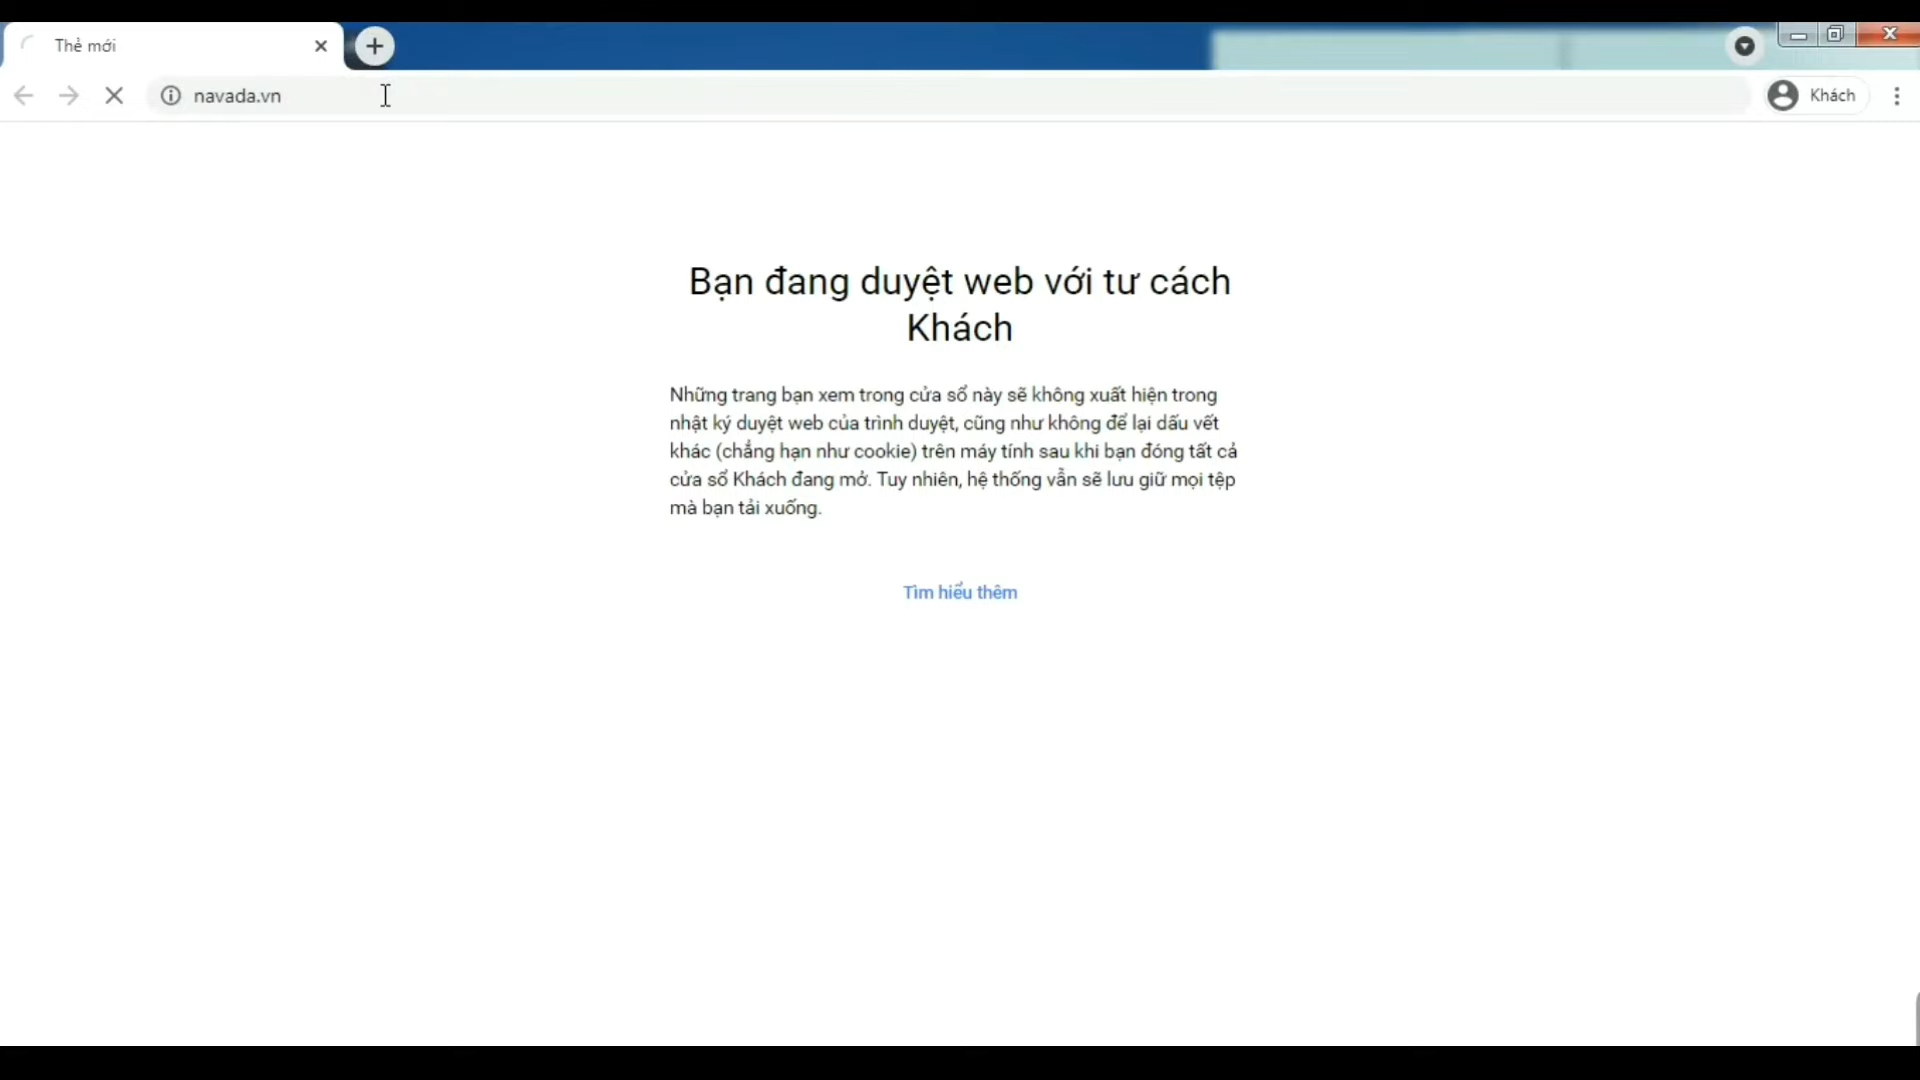 Thẻ mới
navada.vn
Khách
Bạn đang duyệt web với tư cách
Khách
Những trang bạn xem trong cửa sổ này sẽ không xuất hiện trong
nhật ký duyệt web của trình duyệt, cũng như không để lại dấu vết
khác (chẳng hạn như cookie) trên máy tính sau khi bạn đóng tất cả
cửa sổ Khách đang mở. Tuy nhiên, hệ thống vẫn sẽ lưu giữ mọi tệp
mà bạn tải xuống.
Tìm hiểu thêm